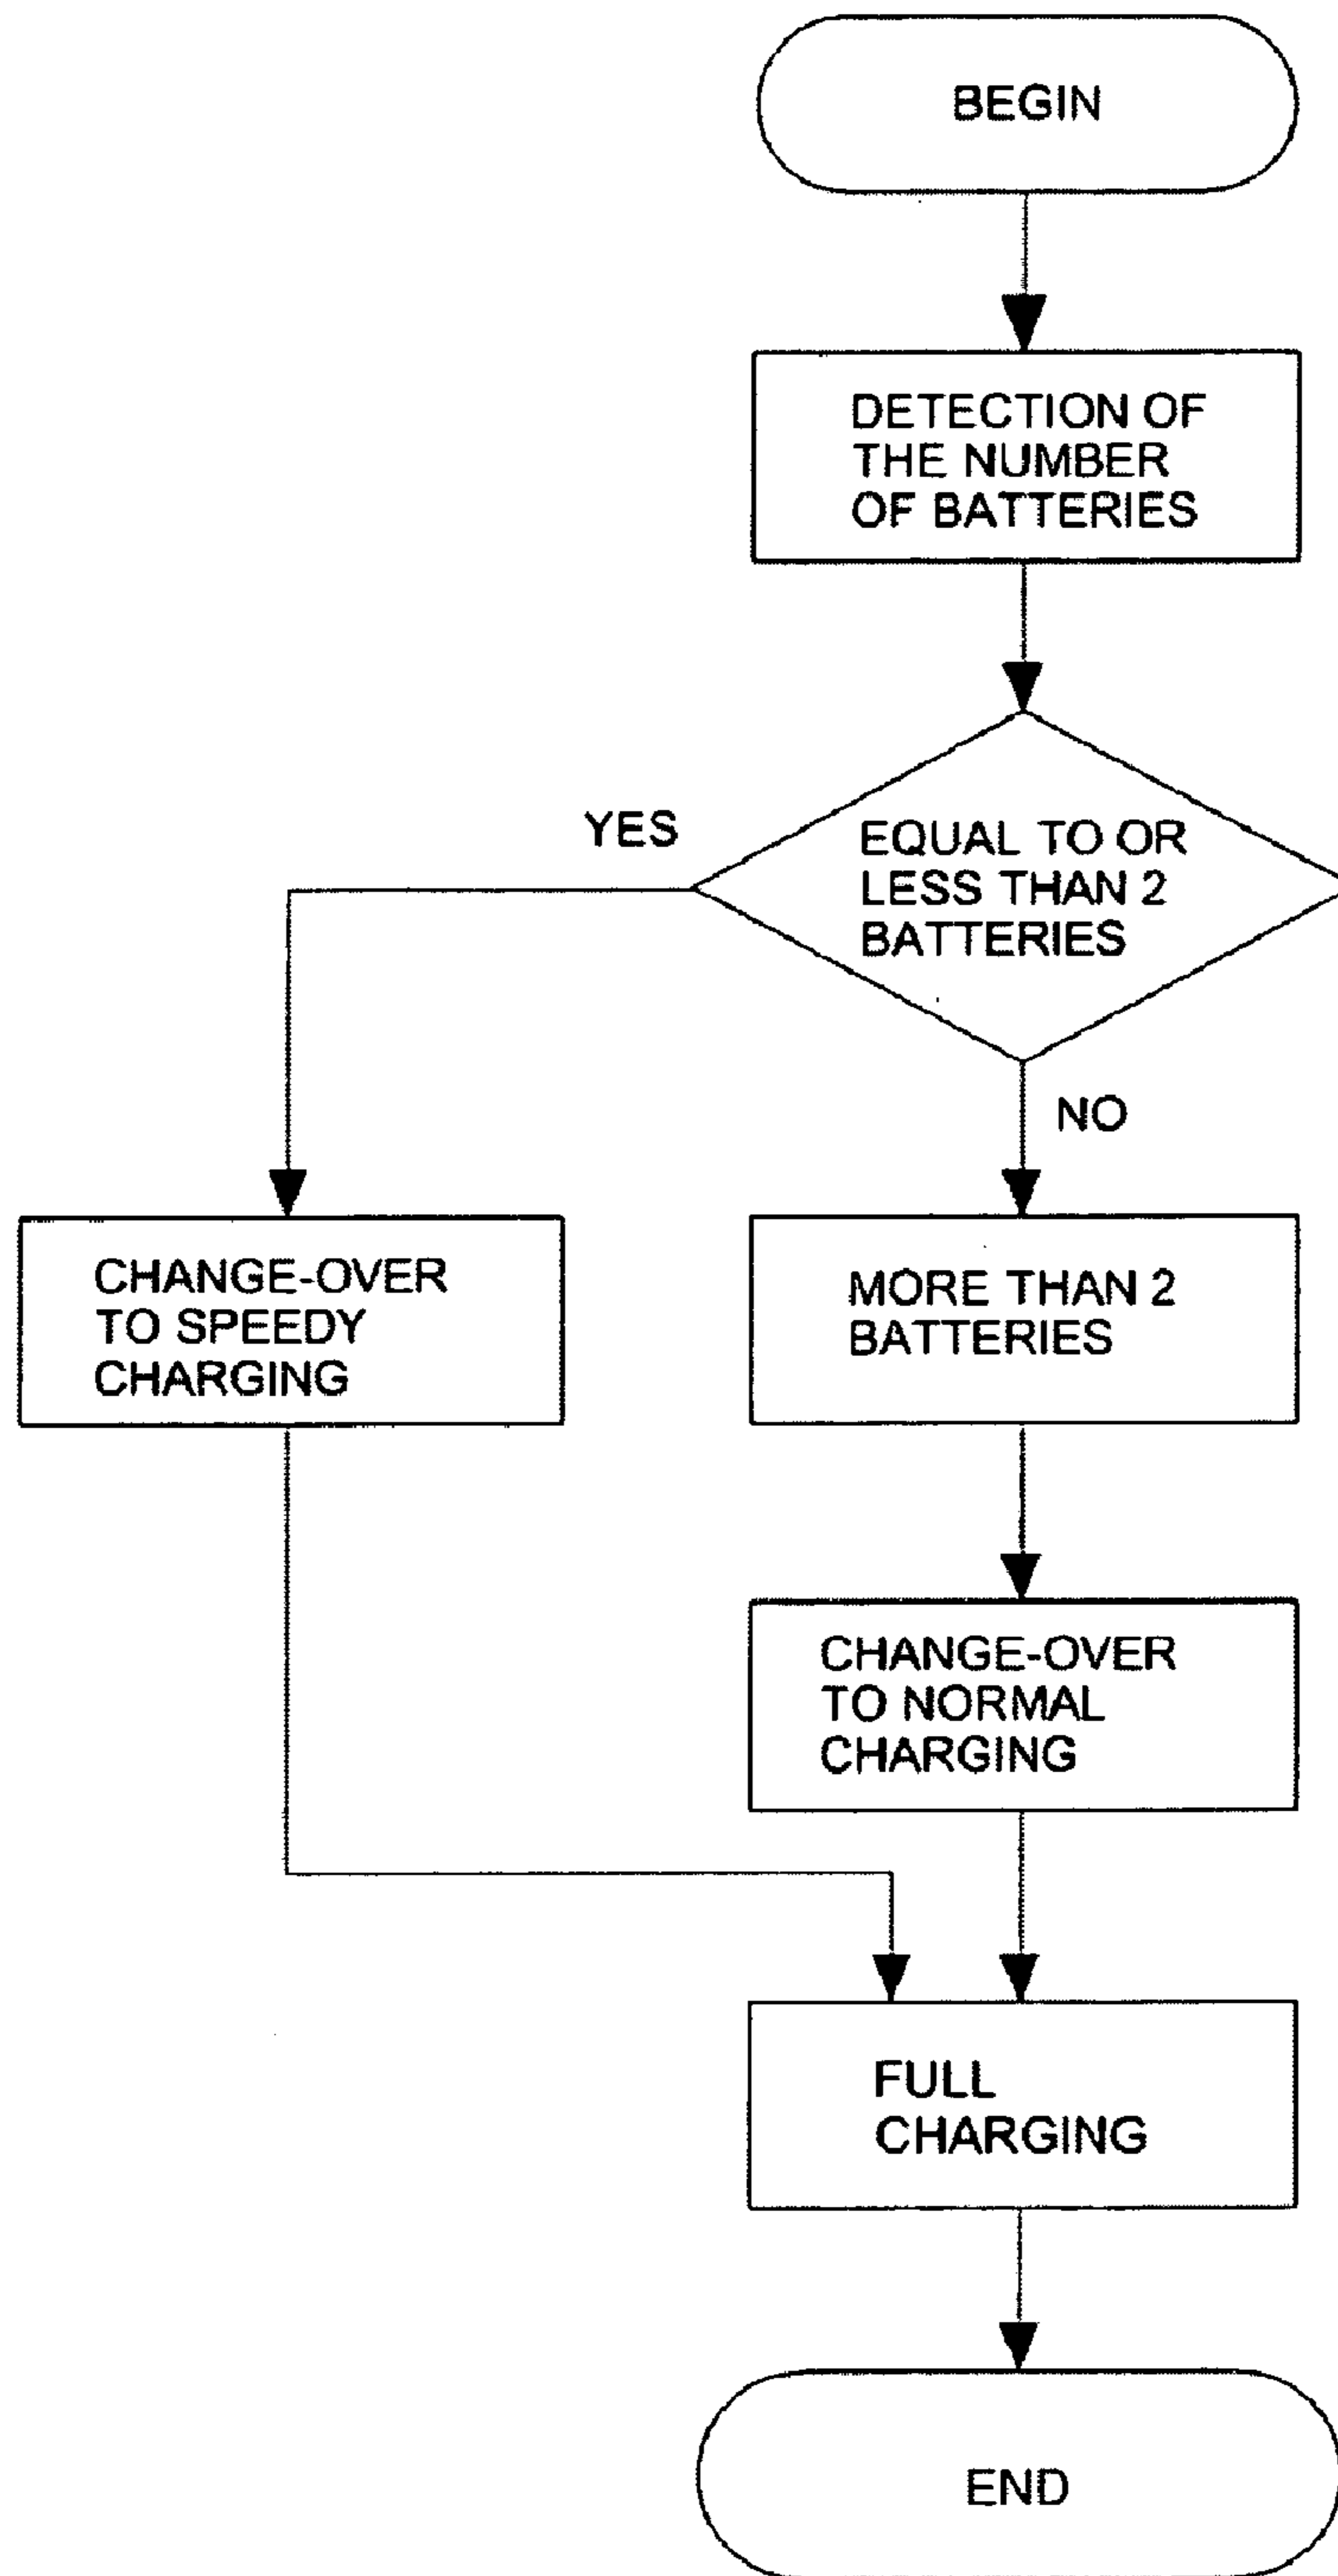 BEGIN
DETECTION OF
THE NUMBER
OF BATTERIES
YES
EQUAL TO OR
LESS THAN 2
BATTERIES
NO
CHANGE-OVER
TO SPEEDY
CHARGING
MORE THAN 2
BATTERIES
CHANGE-OVER
TO NORMAL
CHARGING
FULL
CHARGING
END